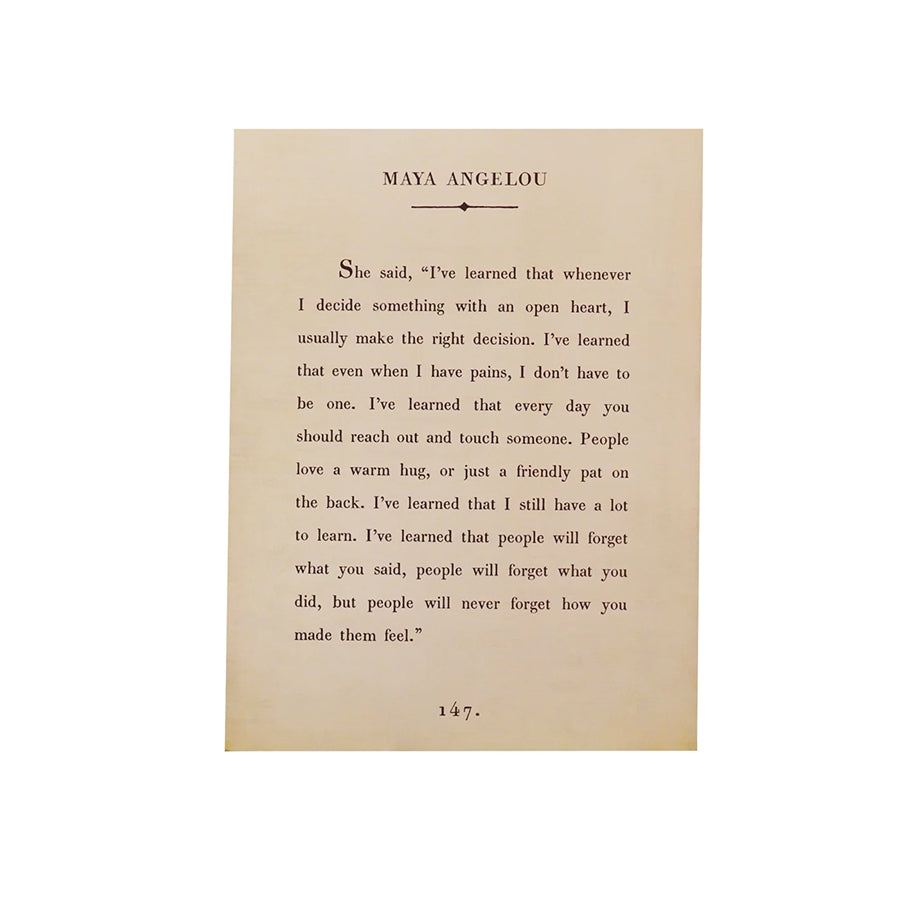 MAYA ANGELOU
She said, “I’ve learned that whenever
I decide something with an open heart, I
usually make the right decision. I’ve learned
that even when I have pains, I don’t have to
be one. I’ve learned that every day you
should reach out and touch someone. People
love a warm hug, or just a friendly pat on
the back. I’ve learned that I still have a lot
to learn. I’ve learned that people will forget
what you said, people will forget what you
did, but people will never forget how you
made them feel.”
147.